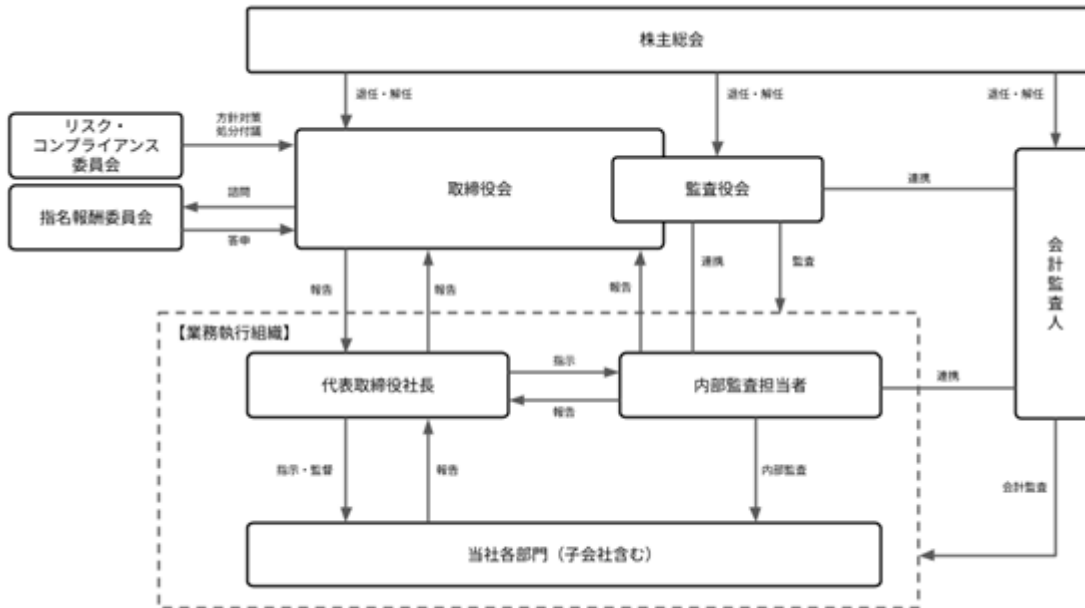 株主総会
退任・解任
退任・解任
退任・解任
リスク・
コンプライアンス
委員会
方針対策
処分付議
取締役会
監査役会
連携
会計監査人
指名報酬委員会
諮問
答申
報告
報告
報告
連携
監査
【業務執行組織】
代表取締役社長
指示
報告
内部監査担当者
連携
指示・監督
報告
内部監査
会計監査
当社各部門（子会社含む）